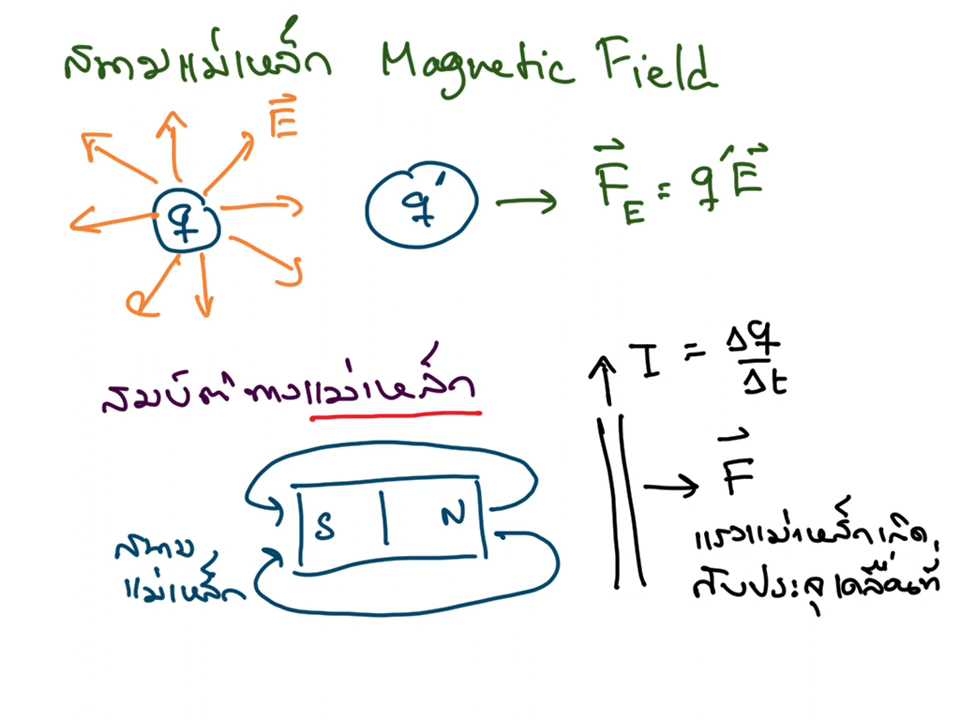 สนามแม่เหล็ก Magnetic Field
E
q
q′
F_E = q′E
I = Δq/Δt
สมบัติทางแม่เหล็ก
F
S N
สนาม
แม่เหล็ก
แรงแม่เหล็กเกิด
กับประจุเคลื่อนที่